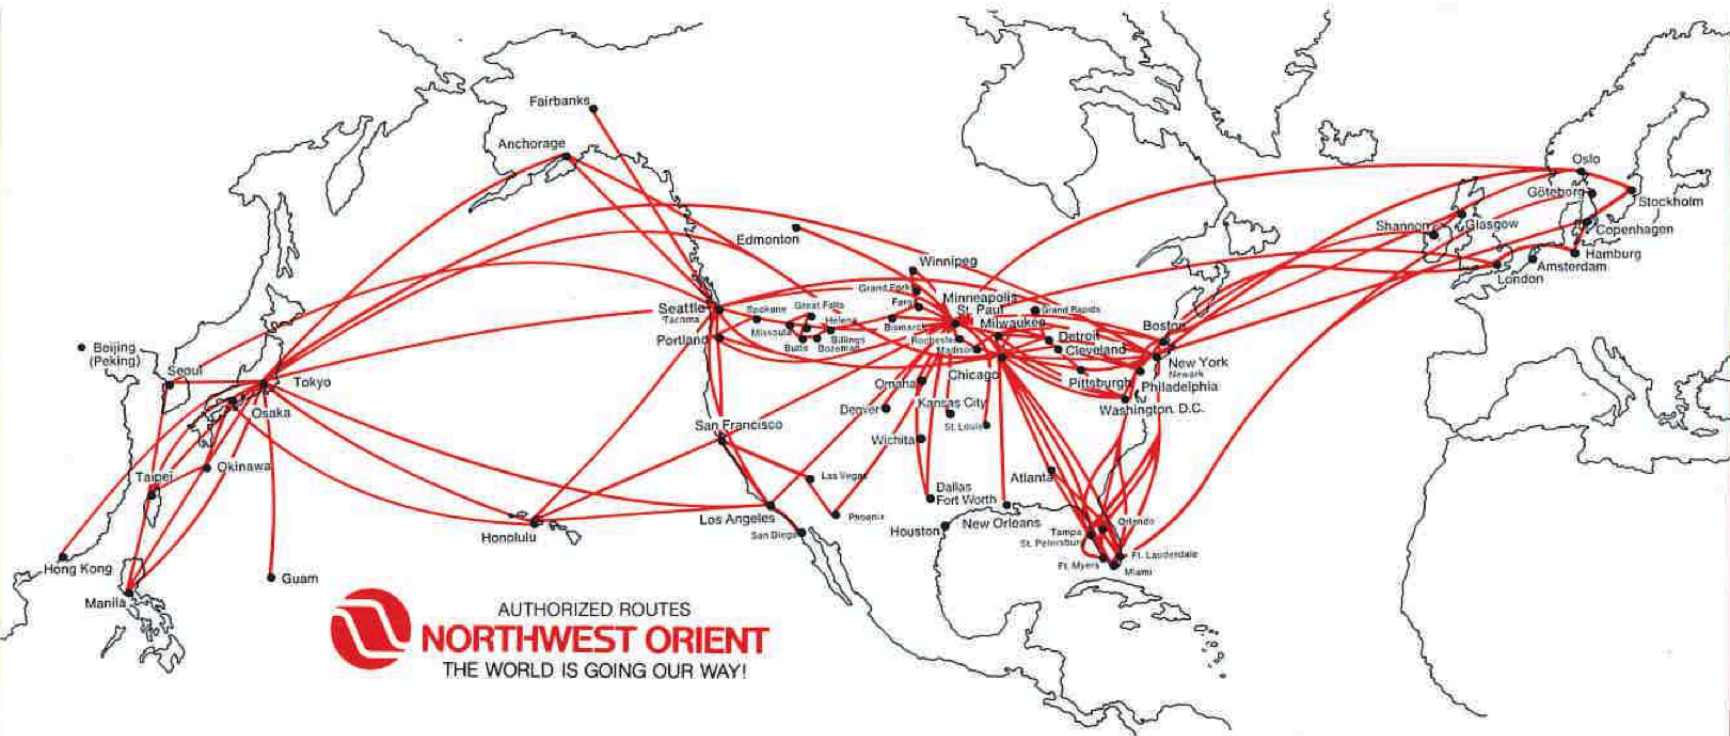 Fairbanks
Anchorage
Oslo
Göteborg
Stockholm
Shannon
Glasgow
Copenhagen
Hamburg
Amsterdam
London
Edmonton
Winnipeg
Grand Forks
Fargo
Minneapolis
St. Paul
Grand Rapids
Seattle
Tacoma
Spokane
Great Falls
Helena
Missoula
Billings
Butte
Bozeman
Bismarck
Portland
Rochester
Madison
Milwaukee
Detroit
Cleveland
Boston
New York
Newark
Chicago
Pittsburgh
Philadelphia
Washington, D.C.
Beijing
(Peking)
Seoul
Tokyo
Osaka
Omaha
Denver
Kansas City
St. Louis
San Francisco
Wichita
Okinawa
Taipei
Las Vegas
Atlanta
Dallas
Fort Worth
Los Angeles
San Diego
Phoenix
Houston
New Orleans
Orlando
Tampa
St. Petersburg
Ft. Lauderdale
Ft. Myers
Miami
Honolulu
Hong Kong
Guam
Manila
AUTHORIZED ROUTES
NORTHWEST ORIENT
THE WORLD IS GOING OUR WAY!